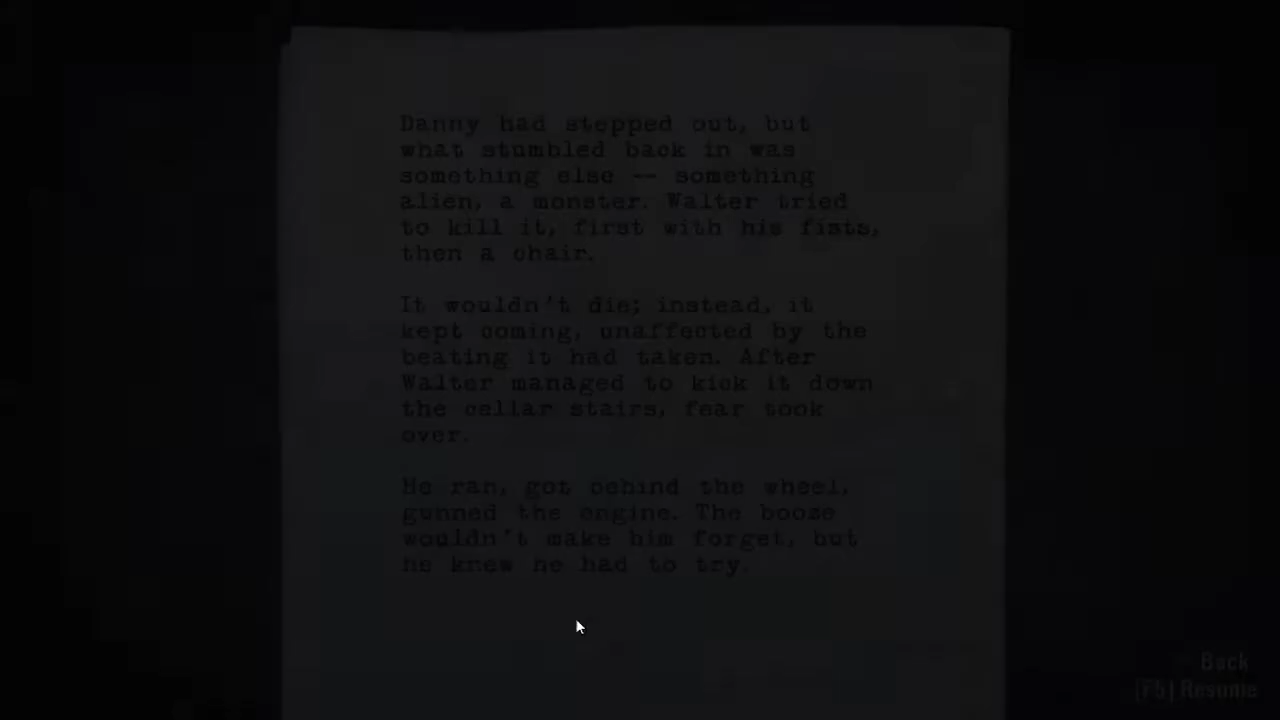 Danny had stepped out, but
what stumbled back in was
something else -- something
alien, a monster. Walter tried
to kill it, first with his fists,
then a chair.
It wouldn't die; instead, it
kept coming, unaffected by the
beating it had taken. After
Walter managed to kick it down
the cellar stairs, fear took
over.
He ran, got behind the wheel,
gunned the engine. The booze
wouldn't make him forget, but
he knew he had to try.
Back
[F5] Resume